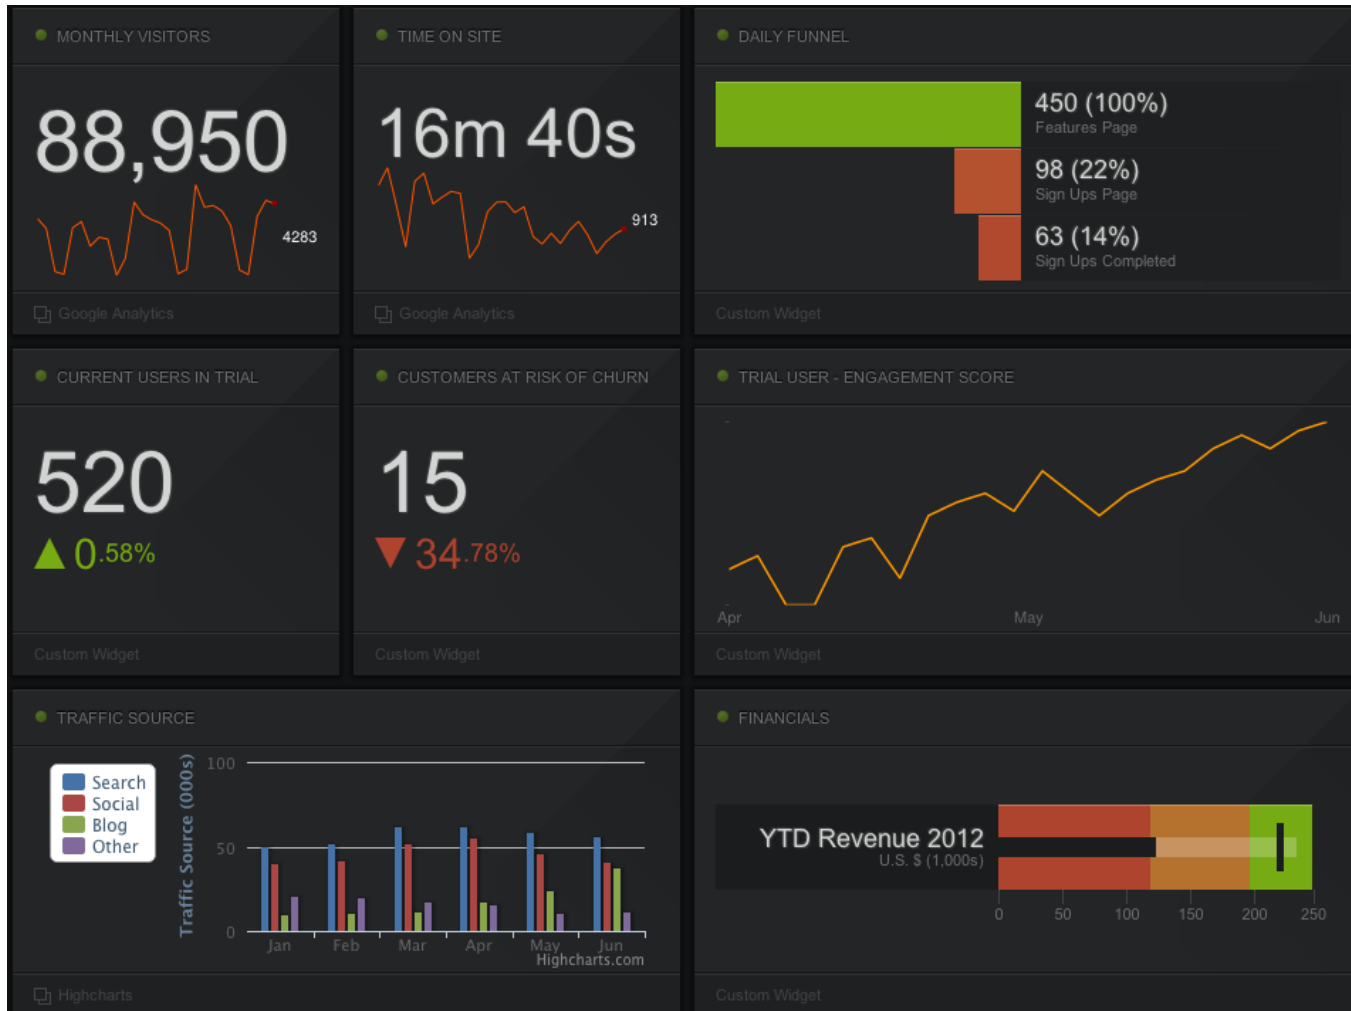 MONTHLY VISITORS
88,950
4283
Google Analytics
TIME ON SITE
16m 40s
913
Google Analytics
DAILY FUNNEL
450 (100%)
Features Page
98 (22%)
Sign Ups Page
63 (14%)
Sign Ups Completed
Custom Widget
CURRENT USERS IN TRIAL
520
0.58%
Custom Widget
CUSTOMERS AT RISK OF CHURN
15
34.78%
Custom Widget
TRIAL USER - ENGAGEMENT SCORE
Apr May Jun
Custom Widget
TRAFFIC SOURCE
Search
Social
Blog
Other
Traffic Source (000s)
100
50
0
Jan Feb Mar Apr May Jun
Highcharts.com
Highcharts
FINANCIALS
YTD Revenue 2012
U.S. $ (1,000s)
0 50 100 150 200 250
Custom Widget